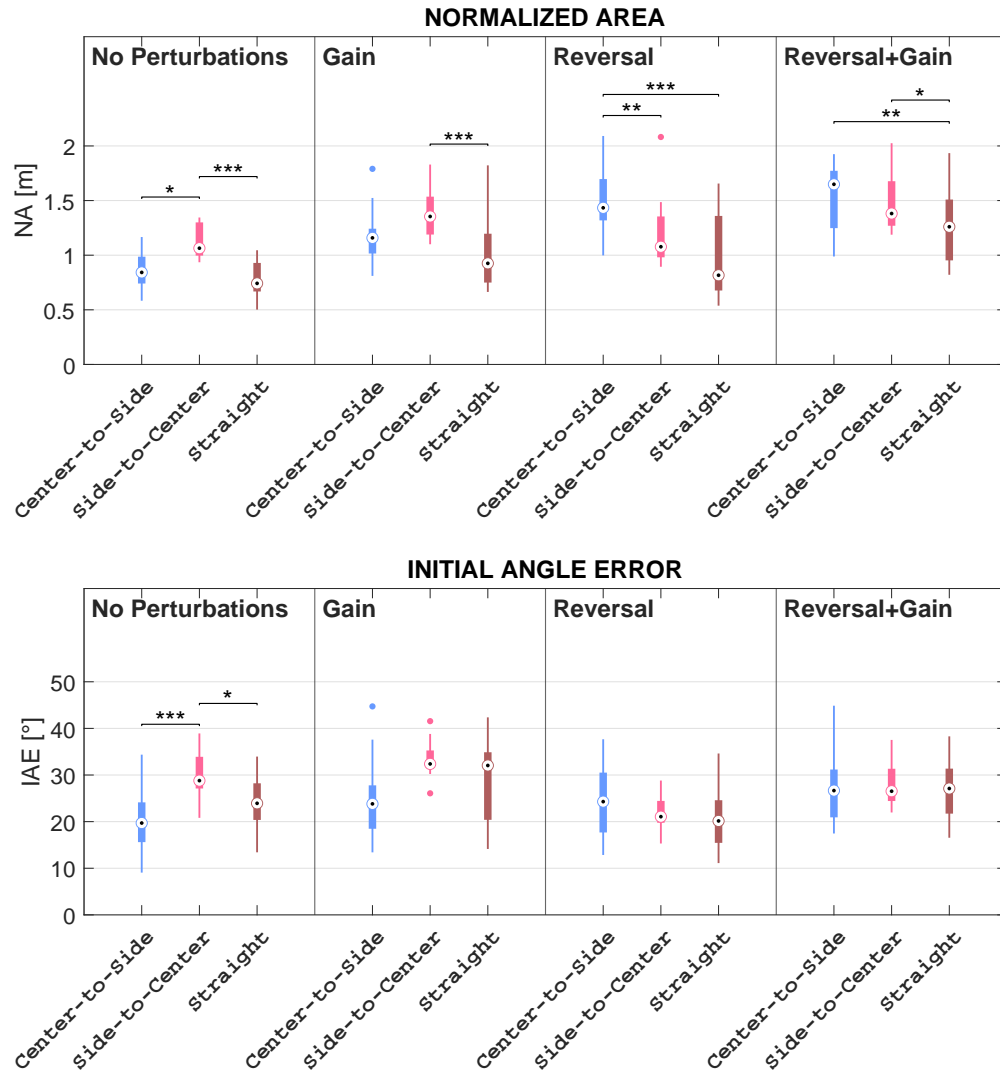 NORMALIZED AREA
No Perturbations Gain Reversal Reversal+Gain
NA [m]
2
1.5
1
0.5
0
* *** *** ** *** ** *
Center-to-Side Side-to-Center Straight Center-to-Side Side-to-Center Straight Center-to-Side Side-to-Center Straight Center-to-Side Side-to-Center Straight
INITIAL ANGLE ERROR
No Perturbations Gain Reversal Reversal+Gain
IAE [°]
50
40
30
20
10
0
*** *
Center-to-Side Side-to-Center Straight Center-to-Side Side-to-Center Straight Center-to-Side Side-to-Center Straight Center-to-Side Side-to-Center Straight